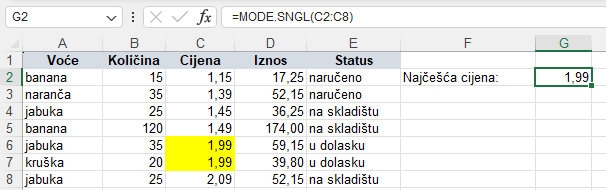 G2 fx =MODE.SNGL(C2:C8)
A B C D E F G
1 Voće Količina Cijena Iznos Status
2 banana 15 1,15 17,25 naručeno Najčešća cijena: 1,99
3 naranča 35 1,39 52,15 naručeno
4 jabuka 25 1,45 36,25 na skladištu
5 banana 120 1,49 174,00 na skladištu
6 jabuka 35 1,99 59,15 u dolasku
7 kruška 20 1,99 39,80 u dolasku
8 jabuka 25 2,09 52,15 na skladištu